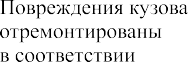 Повреждения кузова
отремонтированы
в соответствии